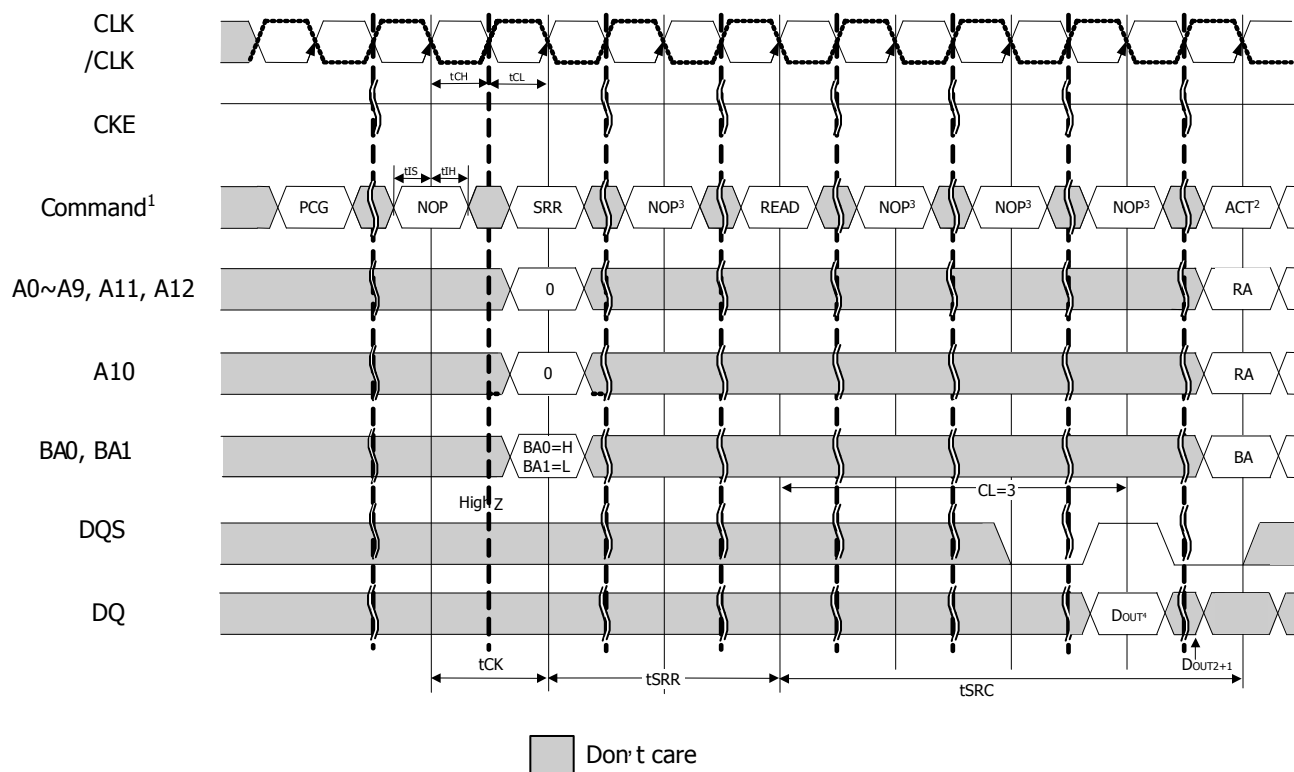 CLK
/CLK
tCH tCL
CKE
tIS tIH
Command1 PCG NOP SRR NOP3 READ NOP3 NOP3 NOP3 ACT2
A0~A9, A11, A12 0 RA
A10 0 RA
BA0, BA1 BA0=H BA
BA1=L
CL=3
High Z
DQS
DQ DOUT4
DOUT2+1
tCK tSRR tSRC
Don't care